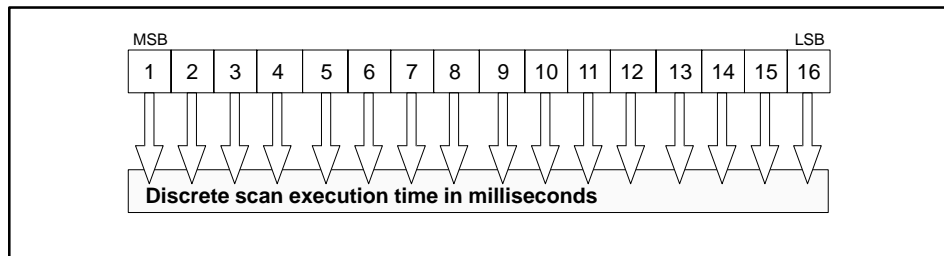 MSB LSB
1 2 3 4 5 6 7 8 9 10 11 12 13 14 15 16
Discrete scan execution time in milliseconds